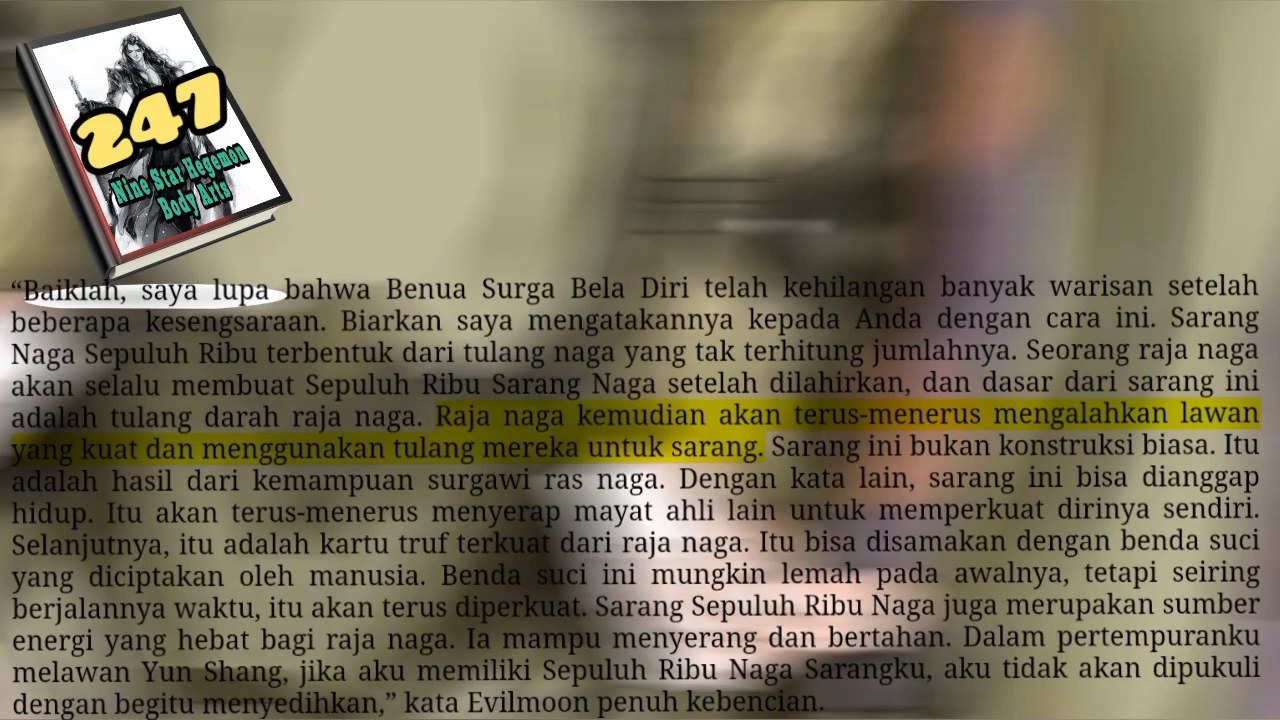 247
Nine Star Hegemon
Body Arts
“Baiklah, saya lupa bahwa Benua Surga Bela Diri telah kehilangan banyak warisan setelah
beberapa kesengsaraan. Biarkan saya mengatakannya kepada Anda dengan cara ini. Sarang
Naga Sepuluh Ribu terbentuk dari tulang naga yang tak terhitung jumlahnya. Seorang raja naga
akan selalu membuat Sepuluh Ribu Sarang Naga setelah dilahirkan, dan dasar dari sarang ini
adalah tulang darah raja naga. Raja naga kemudian akan terus-menerus mengalahkan lawan
yang kuat dan menggunakan tulang mereka untuk sarang. Sarang ini bukan konstruksi biasa. Itu
adalah hasil dari kemampuan surgawi ras naga. Dengan kata lain, sarang ini bisa dianggap
hidup. Itu akan terus-menerus menyerap mayat ahli lain untuk memperkuat dirinya sendiri.
Selanjutnya, itu adalah kartu truf terkuat dari raja naga. Itu bisa disamakan dengan benda suci
yang diciptakan oleh manusia. Benda suci ini mungkin lemah pada awalnya, tetapi seiring
berjalannya waktu, itu akan terus diperkuat. Sarang Sepuluh Ribu Naga juga merupakan sumber
energi yang hebat bagi raja naga. Ia mampu menyerang dan bertahan. Dalam pertempuranku
melawan Yun Shang, jika aku memiliki Sepuluh Ribu Naga Sarangku, aku tidak akan dipukuli
dengan begitu menyedihkan,” kata Evilmoon penuh kebencian.